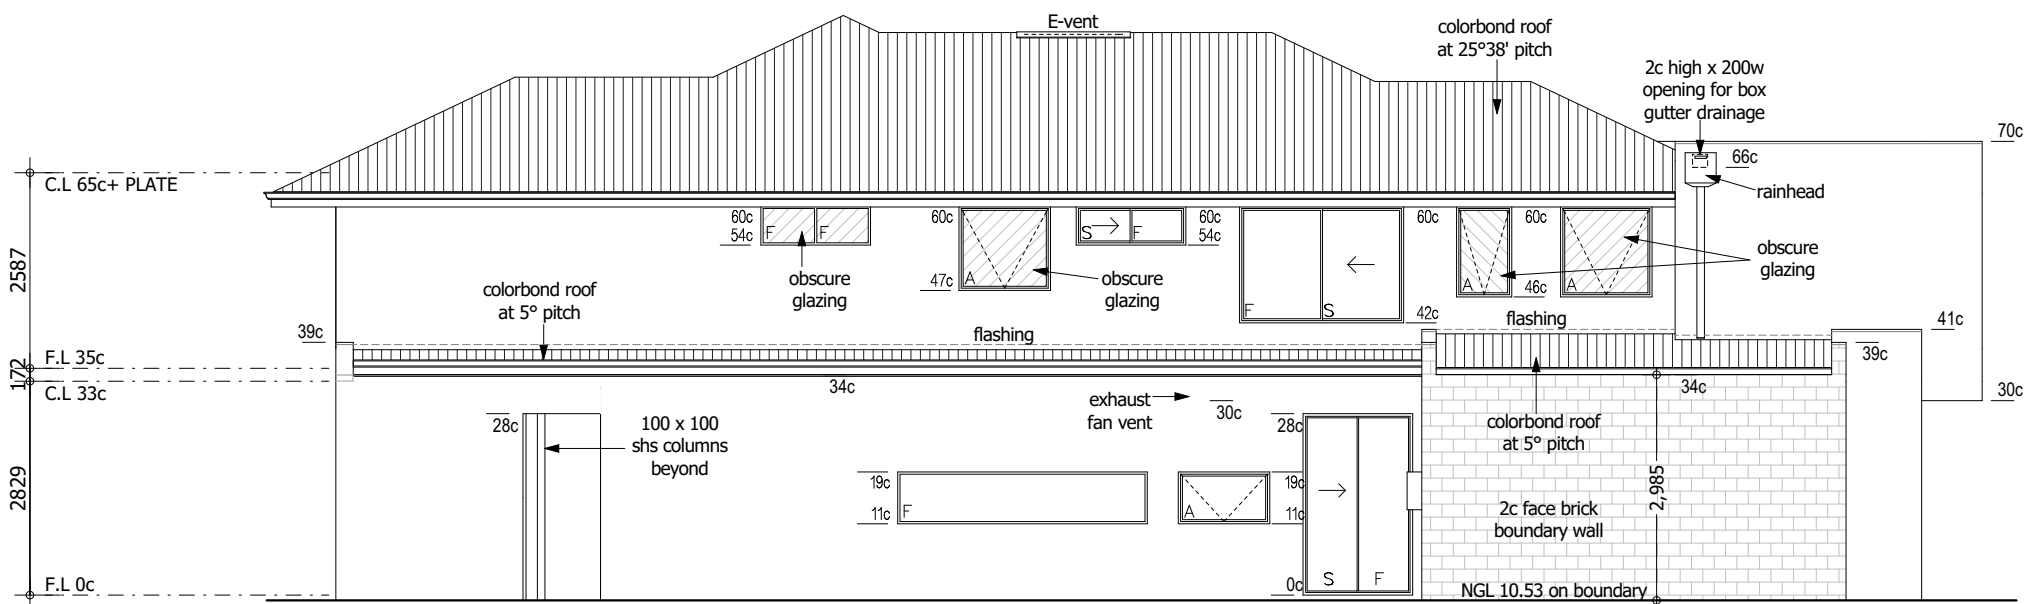 E-vent
colorbond roof
at 25°38' pitch
2c high x 200w
opening for box
gutter drainage
70c
66c
rainhead
C.L 65c+ PLATE
60c
54c
F
F
60c
47c
A
S
F
60c
54c
F
S
60c
42c
A
60c
46c
A
obscure
glazing
obscure
glazing
obscure
glazing
2587
colorbond roof
at 5° pitch
flashing
flashing
39c
41c
39c
F.L 35c
172
C.L 33c
34c
34c
30c
exhaust
fan vent
30c
28c
100 x 100
shs columns
beyond
28c
colorbond roof
at 5° pitch
2829
19c
11c
F
A
19c
11c
2,985
2c face brick
boundary wall
S
F
F.L 0c
0c
NGL 10.53 on boundary